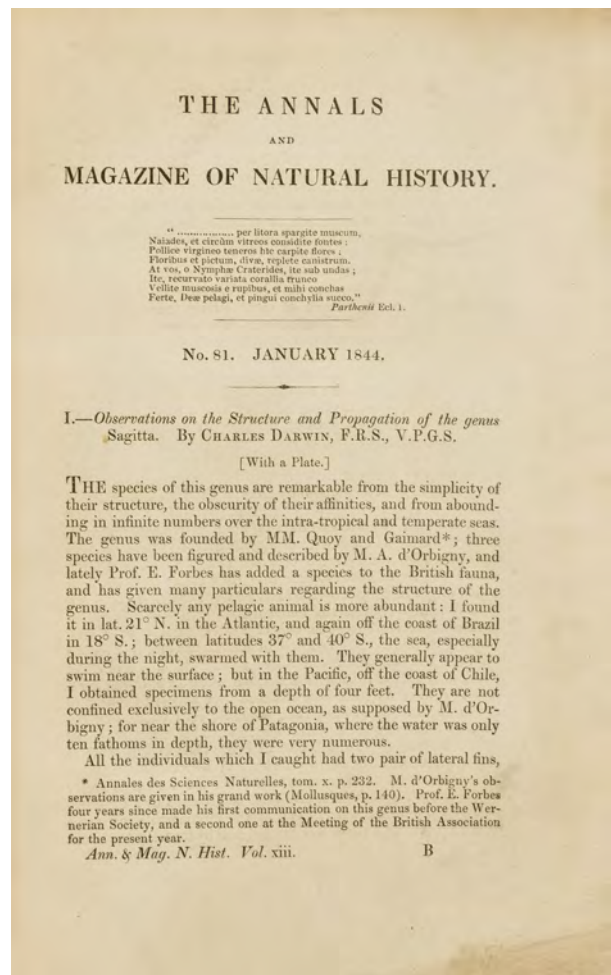 THE ANNALS
AND
MAGAZINE OF NATURAL HISTORY.
".................. per litora spargite muscum,
Naiades, et circùm vitreos considite fontes:
Pollice virgineo teneros hìc carpite flores:
Floribus et pictum, divæ, replete canistrum.
At vos, o Nymphæ Craterides, ite sub undas;
Ite, recurvato variata corallia trunco
Vellite muscosis e rupibus, et mihi conchas
Ferte, Deæ pelagi, et pingui conchylia succo."
Parthenii Ecl. 1.
No. 81. JANUARY 1844.
I.—Observations on the Structure and Propagation of the genus
Sagitta. By CHARLES DARWIN, F.R.S., V.P.G.S.
[With a Plate.]
THE species of this genus are remarkable from the simplicity of
their structure, the obscurity of their affinities, and from abound-
ing in infinite numbers over the intra-tropical and temperate seas.
The genus was founded by MM. Quoy and Gaimard*; three
species have been figured and described by M. A. d'Orbigny, and
lately Prof. E. Forbes has added a species to the British fauna,
and has given many particulars regarding the structure of the
genus. Scarcely any pelagic animal is more abundant: I found
it in lat. 21° N. in the Atlantic, and again off the coast of Brazil
in 18° S.; between latitudes 37° and 40° S., the sea, especially
during the night, swarmed with them. They generally appear to
swim near the surface; but in the Pacific, off the coast of Chile,
I obtained specimens from a depth of four feet. They are not
confined exclusively to the open ocean, as supposed by M. d'Or-
bigny; for near the shore of Patagonia, where the water was only
ten fathoms in depth, they were very numerous.
All the individuals which I caught had two pair of lateral fins,
* Annales des Sciences Naturelles, tom. x. p. 232. M. d'Orbigny's ob-
servations are given in his grand work (Mollusques, p. 140). Prof. E. Forbes
four years since made his first communication on this genus before the Wer-
nerian Society, and a second one at the Meeting of the British Association
for the present year.
Ann. & Mag. N. Hist. Vol. xiii. B